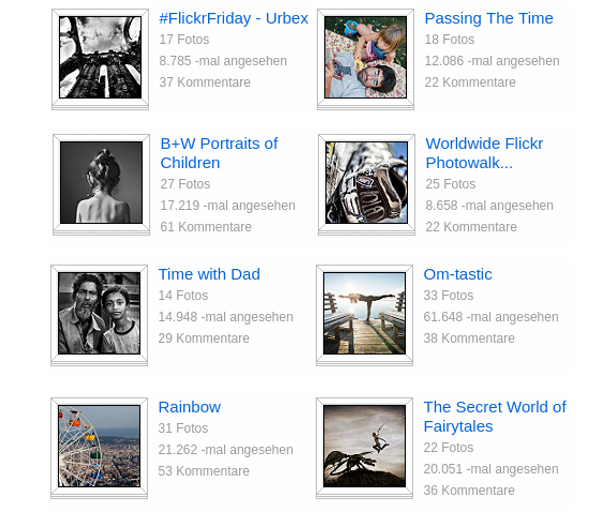 #FlickrFriday - Urbex
17 Fotos
8.785 -mal angesehen
37 Kommentare
Passing The Time
18 Fotos
12.086 -mal angesehen
22 Kommentare
B+W Portraits of
Children
27 Fotos
17.219 -mal angesehen
61 Kommentare
Worldwide Flickr
Photowalk...
25 Fotos
8.658 -mal angesehen
22 Kommentare
Time with Dad
14 Fotos
14.948 -mal angesehen
29 Kommentare
Om-tastic
33 Fotos
61.648 -mal angesehen
38 Kommentare
Rainbow
31 Fotos
21.262 -mal angesehen
53 Kommentare
The Secret World of
Fairytales
22 Fotos
20.051 -mal angesehen
36 Kommentare